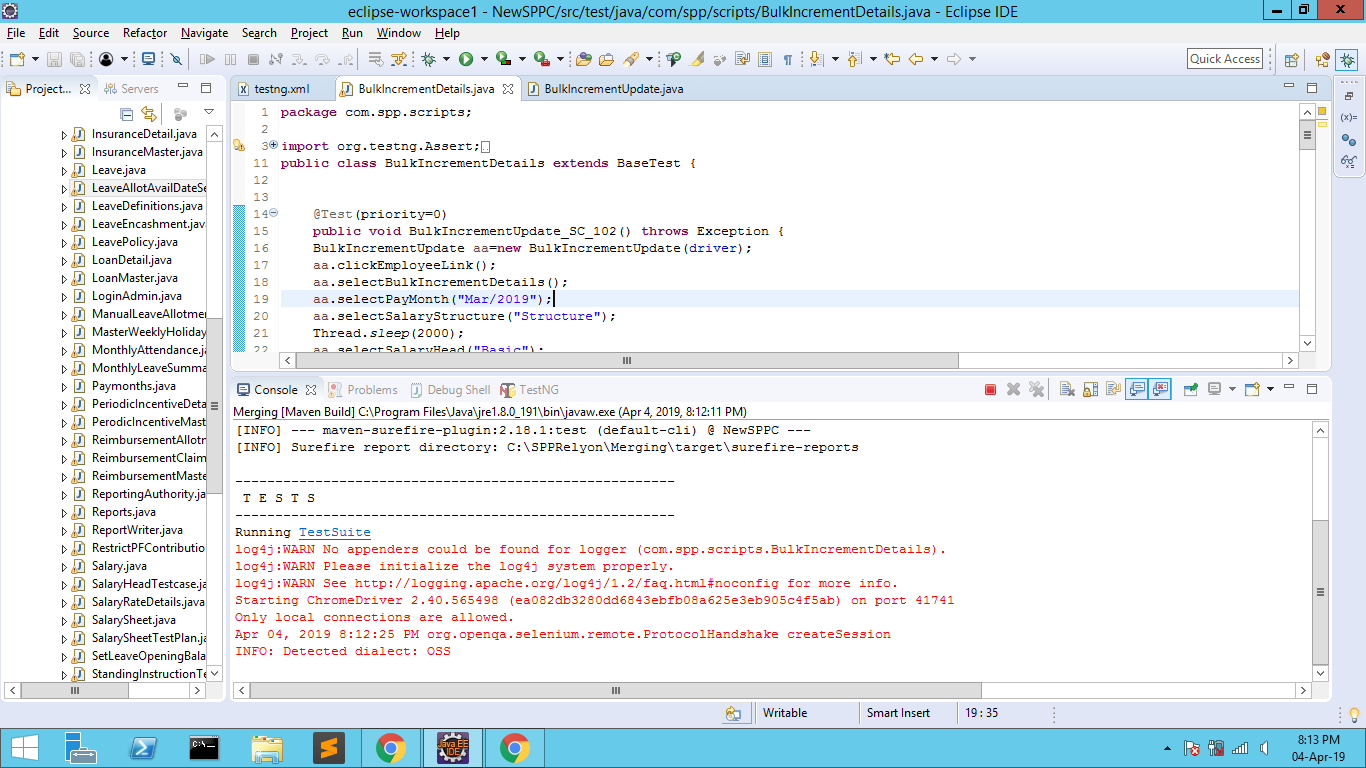 eclipse-workspace1 - NewSPPC/src/test/java/com/spp/scripts/BulkIncrementDetails.java - Eclipse IDE
File Edit Source Refactor Navigate Search Project Run Window Help
Quick Access
Project... Servers
InsuranceDetail.java
InsuranceMaster.java
Leave.java
LeaveAllotAvailDateSe
LeaveDefinitions.java
LeaveEncashment.java
LeavePolicy.java
LoanDetail.java
LoanMaster.java
LoginAdmin.java
ManualLeaveAllotmer
MasterWeeklyHoliday
MonthlyAttendance.ja
MonthlyLeaveSumma
Paymonths.java
PeriodicIncentiveDeta
PerodicIncentiveMast
ReimbursementAllotn
ReimbursementClaim
ReimbursementMaste
ReportingAuthority.ja
Reports.java
ReportWriter.java
RestrictPFContributio
Salary.java
SalaryHeadTestcase.java
SalaryRateDetails.java
SalarySheet.java
SalarySheetTestPlan.ja
SetLeaveOpeningBala
StandingInstructionTe
testng.xml BulkIncrementDetails.java BulkIncrementUpdate.java
1 package com.spp.scripts;
2
3 import org.testng.Assert;
11 public class BulkIncrementDetails extends BaseTest {
12
13
14 @Test(priority=0)
15 public void BulkIncrementUpdate_SC_102() throws Exception {
16 BulkIncrementUpdate aa=new BulkIncrementUpdate(driver);
17 aa.clickEmployeeLink();
18 aa.selectBulkIncrementDetails();
19 aa.selectPayMonth("Mar/2019");
20 aa.selectSalaryStructure("Structure");
21 Thread.sleep(2000);
22 aa.selectSalaryHead("Basic");
Console Problems Debug Shell TestNG
Merging [Maven Build] C:\Program Files\Java\jre1.8.0_191\bin\javaw.exe (Apr 4, 2019, 8:12:11 PM)
[INFO] --- maven-surefire-plugin:2.18.1:test (default-cli) @ NewSPPC ---
[INFO] Surefire report directory: C:\SPPRelyon\Merging\target\surefire-reports
-------------------------------------------------------
T E S T S
-------------------------------------------------------
Running TestSuite
log4j:WARN No appenders could be found for logger (com.spp.scripts.BulkIncrementDetails).
log4j:WARN Please initialize the log4j system properly.
log4j:WARN See http://logging.apache.org/log4j/1.2/faq.html#noconfig for more info.
Starting ChromeDriver 2.40.565498 (ea082db3280dd6843ebfb08a625e3eb905c4f5ab) on port 41741
Only local connections are allowed.
Apr 04, 2019 8:12:25 PM org.openqa.selenium.remote.ProtocolHandshake createSession
INFO: Detected dialect: OSS
Writable Smart Insert 19 : 35
8:13 PM
04-Apr-19